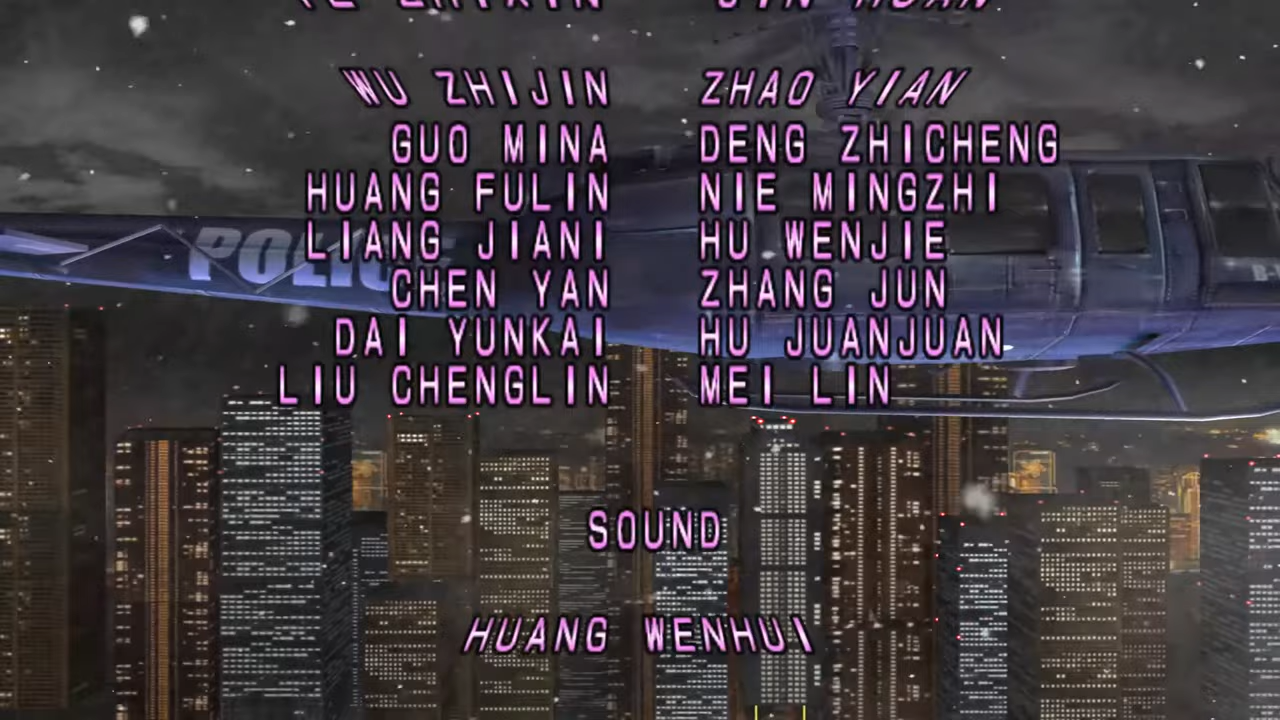 WU ZHIJIN ZHAO YIAN
GUO MINA DENG ZHICHENG
HUANG FULIN NIE MINGZHI
LIANG JIANI HU WENJIE
POLICE
CHEN YAN ZHANG JUN
DAI YUNKAI HU JUANJUAN
LIU CHENGLIN MEI LIN
SOUND
HUANG WENHUI